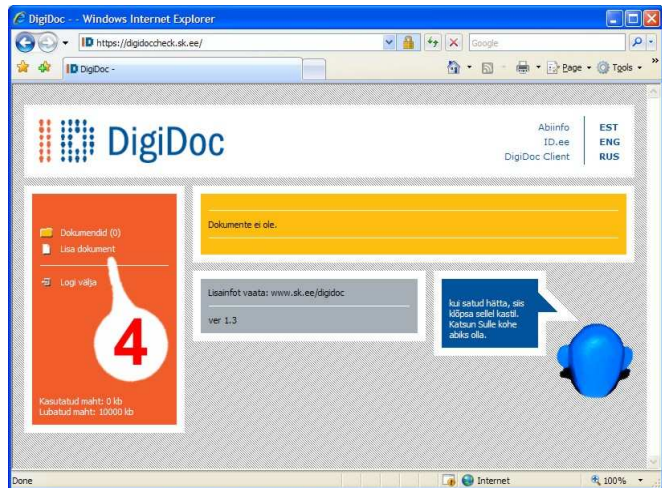 DigiDoc - - Windows Internet Explorer
https://digidoccheck.sk.ee/
Google
DigiDoc -
Page
Tools
»
DigiDoc
Abiinfo
ID.ee
DigiDoc Client
EST
ENG
RUS
Dokumendid (0)
Lisa dokument
Logi välja
4
Kasutatud maht: 0 kb
Lubatud maht: 10000 kb
Dokumente ei ole.
Lisainfot vaata: www.sk.ee/digidoc
ver 1.3
kui satud hätta, siis
klõpsa sellel kastil.
Katsun Sulle kohe
abiks olla.
Done
Internet
100%